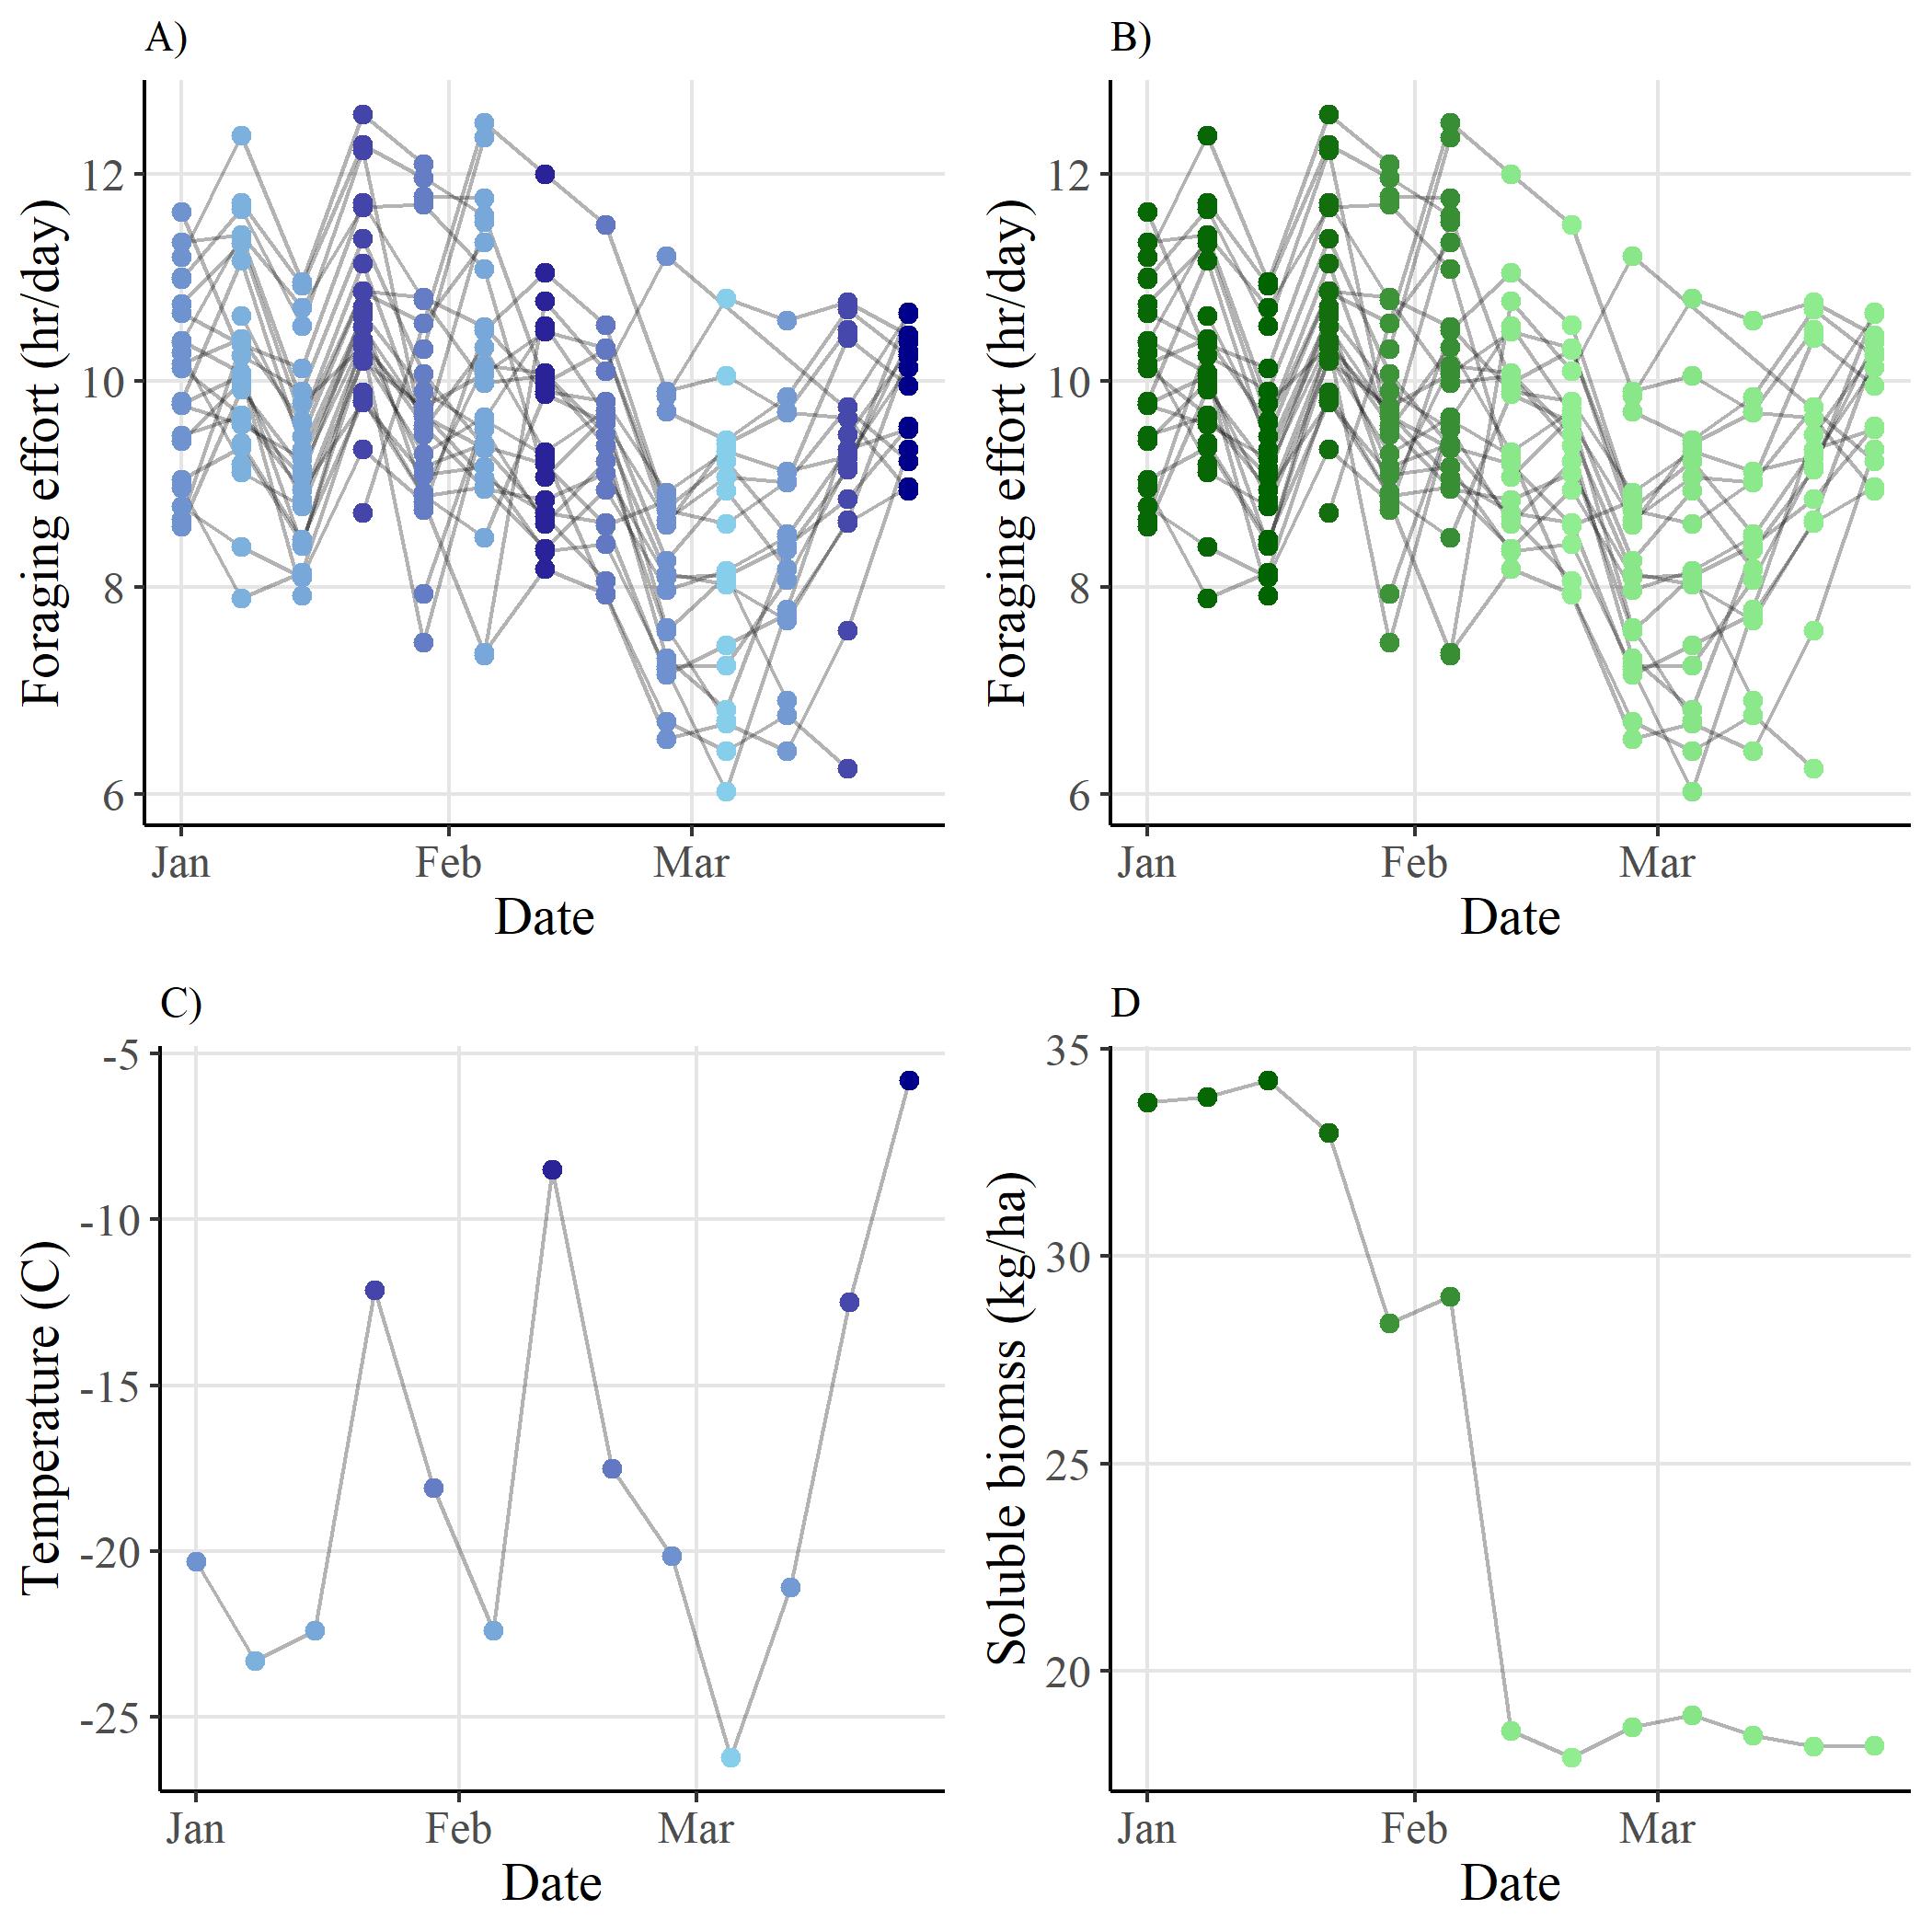 A)
Foraging effort (hr/day)
12
10
8
6
Jan Feb Mar
Date
B)
Foraging effort (hr/day)
12
10
8
6
Jan Feb Mar
Date
C)
Temperature (C)
-5
-10
-15
-20
-25
Jan Feb Mar
Date
D
Soluble biomss (kg/ha)
35
30
25
20
Jan Feb Mar
Date